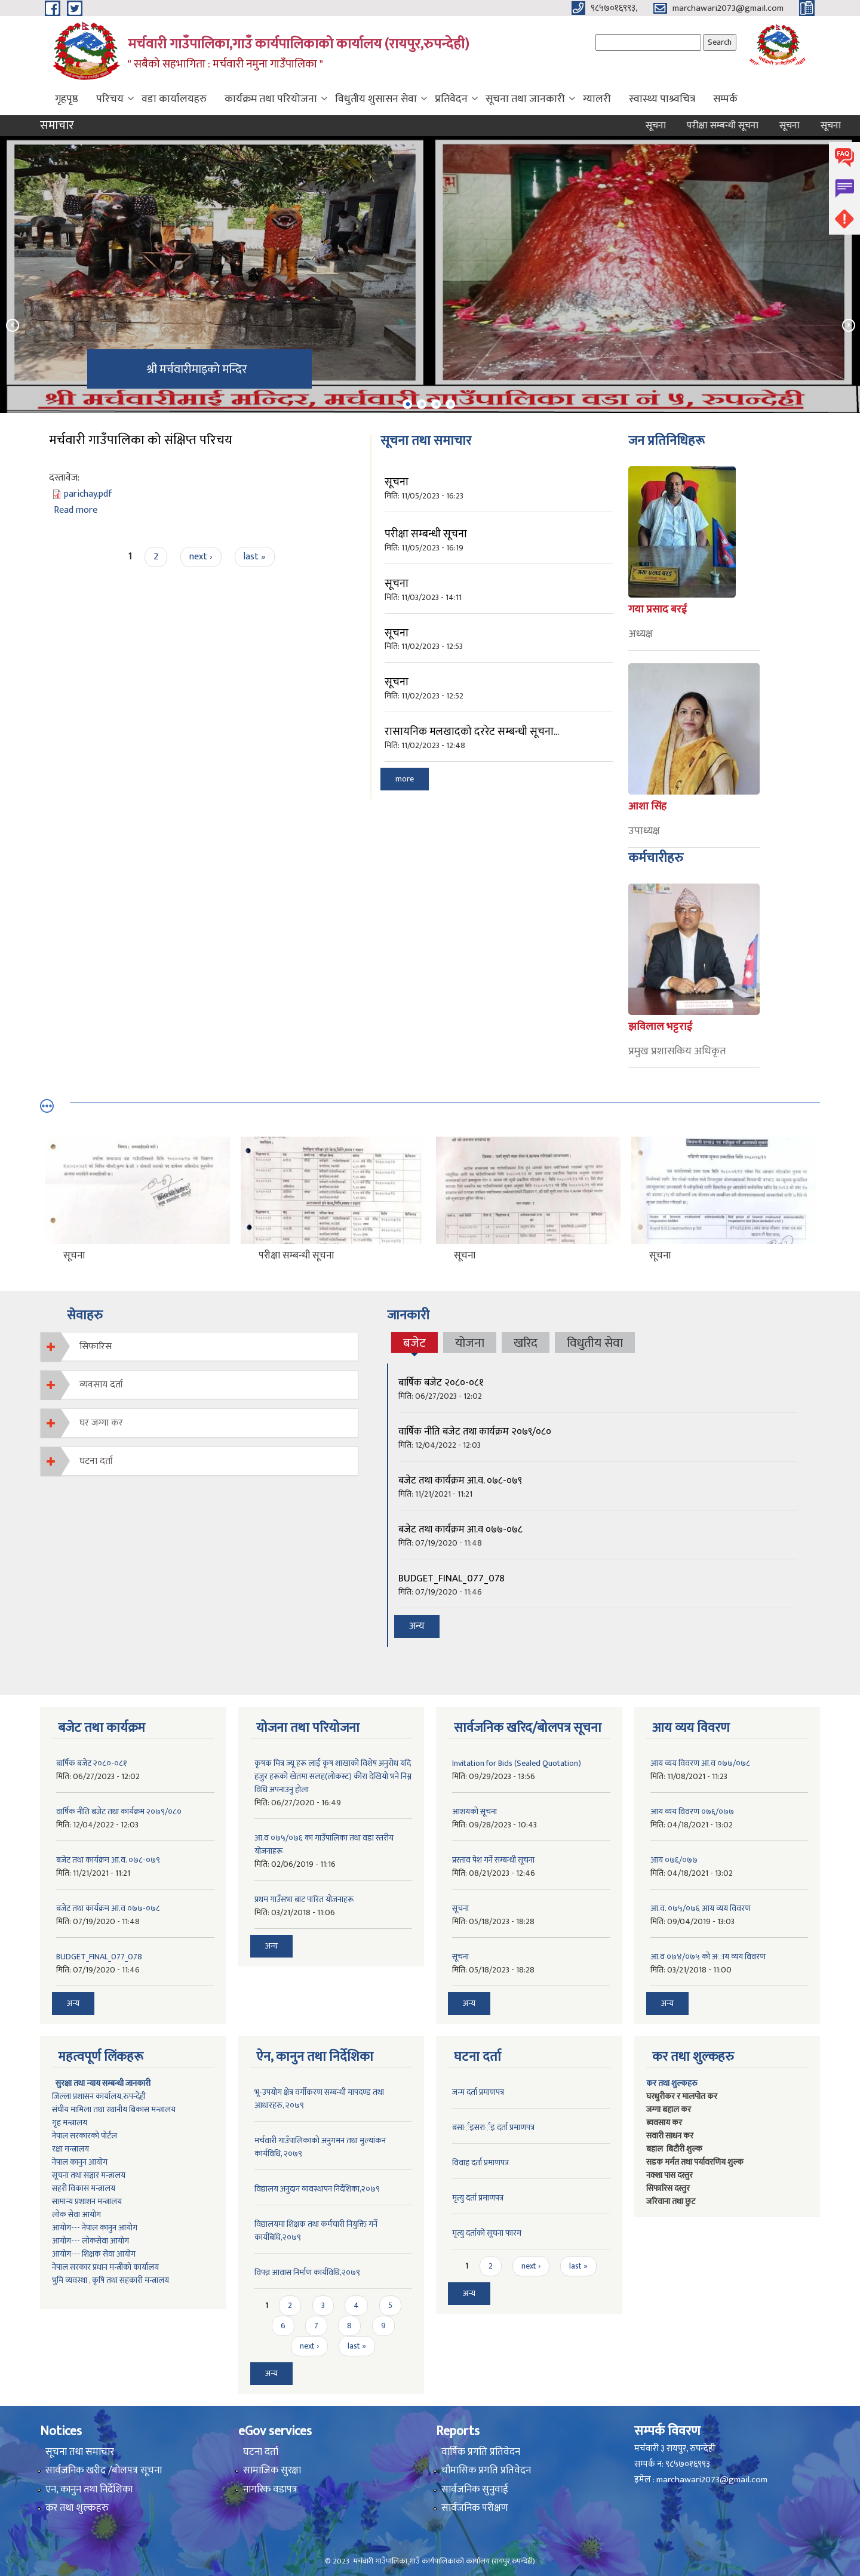 ९८५७०१६९९३,
marchawari2073@gmail.com
मर्चवारी गाउँपालिका,गाउँ कार्यपालिकाको कार्यालय (रायपुर,रुपन्देही)
" सबैको सहभागिता : मर्चवारी नमुना गाउँपालिका "
Search
गृहपृष्ठ परिचय वडा कार्यालयहरु कार्यक्रम तथा परियोजना विधुतीय शुसासन सेवा प्रतिवेदन सूचना तथा जानकारी ग्यालरी स्वास्थ्य पाश्र्वचित्र सम्पर्क
समाचार
सूचना परीक्षा सम्बन्धी सूचना सूचना सूचना
FAQ
श्री मर्चवारीमाइको मन्दिर
श्री मरचवारीमाई मन्दिर, मर्चवारी गाउँपालिका वडा नं ५, रुपन्देही
मर्चवारी गाउँपालिका को संक्षिप्त परिचय
दस्तावेज:
parichay.pdf
Read more
1 2 next › last »
सूचना तथा समाचार
सूचना
मिति: 11/05/2023 - 16:23
परीक्षा सम्बन्धी सूचना
मिति: 11/05/2023 - 16:19
सूचना
मिति: 11/03/2023 - 14:11
सूचना
मिति: 11/02/2023 - 12:53
सूचना
मिति: 11/02/2023 - 12:52
रासायनिक मलखादको दररेट सम्बन्धी सूचना...
मिति: 11/02/2023 - 12:48
more
जन प्रतिनिधिहरू
गया प्रसाद बरई
अध्यक्ष
आशा सिंह
उपाध्यक्ष
कर्मचारीहरु
झविलाल भट्टराई
प्रमुख प्रशासकिय अधिकृत
सूचना
परीक्षा सम्बन्धी सूचना
सूचना
सूचना
सेवाहरु
सिफारिस
व्यवसाय दर्ता
घर जग्गा कर
घटना दर्ता
जानकारी
बजेट योजना खरिद विधुतीय सेवा
बार्षिक बजेट २०८०-०८१
मिति: 06/27/2023 - 12:02
वार्षिक नीति बजेट तथा कार्यक्रम २०७९/०८०
मिति: 12/04/2022 - 12:03
बजेट तथा कार्यक्रम आ.व. ०७८-०७९
मिति: 11/21/2021 - 11:21
बजेट तथा कार्यक्रम आ.व ०७७-०७८
मिति: 07/19/2020 - 11:48
BUDGET_FINAL_077_078
मिति: 07/19/2020 - 11:46
अन्य
बजेट तथा कार्यक्रम
बार्षिक बजेट २०८०-०८१
मिति: 06/27/2023 - 12:02
वार्षिक नीति बजेट तथा कार्यक्रम २०७९/०८०
मिति: 12/04/2022 - 12:03
बजेट तथा कार्यक्रम आ.व. ०७८-०७९
मिति: 11/21/2021 - 11:21
बजेट तथा कार्यक्रम आ.व ०७७-०७८
मिति: 07/19/2020 - 11:48
BUDGET_FINAL_077_078
मिति: 07/19/2020 - 11:46
अन्य
योजना तथा परियोजना
कृषक मित्र ज्यू हरू लाई कृष शाखाको विशेष अनुरोध यदि
हजुर हरूको खेतमा सलह(लोकस्ट) कीरा देखियो भने निम्न
विधि अपनाउनु होला
मिति: 06/27/2020 - 16:49
आ.व ०७५/०७६ का गाउँपालिका तथा वडा स्तरीय
योजनाहरू
मिति: 02/06/2019 - 11:16
प्रथम गाउँसभा बाट पारित योजनाहरू
मिति: 03/21/2018 - 11:06
अन्य
सार्वजनिक खरिद/बोलपत्र सूचना
Invitation for Bids (Sealed Quotation)
मिति: 09/29/2023 - 13:56
आशयको सूचना
मिति: 09/28/2023 - 10:43
प्रस्ताव पेश गर्ने सम्बन्धी सूचना
मिति: 08/21/2023 - 12:46
सूचना
मिति: 05/18/2023 - 18:28
सूचना
मिति: 05/18/2023 - 18:28
अन्य
आय व्यय विवरण
आय व्यय विवरण आ.व ०७७/०७८
मिति: 11/08/2021 - 11:23
आय व्यय विवरण ०७६/०७७
मिति: 04/18/2021 - 13:02
आय ०७६/०७७
मिति: 04/18/2021 - 13:02
आ.व. ०७५/०७६ आय व्यय विवरण
मिति: 09/04/2019 - 13:03
आ.व ०७४/०७५ को अाय व्यय विवरण
मिति: 03/21/2018 - 11:00
अन्य
महत्वपूर्ण लिंकहरू
सुरक्षा तथा न्याय सम्बन्धी जानकारी
जिल्ला प्रशासन कार्यालय,रुपन्देही
संघीय मामिला तथा स्थानीय बिकास मन्त्रालय
गृह मन्त्रालय
नेपाल सरकारको पोर्टल
रक्षा मन्त्रालय
नेपाल कानुन आयोग
सूचना तथा सञ्चार मन्त्रालय
सहरी विकास मन्त्रालय
सामान्य प्रशाशन मन्त्रालय
लोक सेवा आयोग
आयोग--- नेपाल कानुन आयोग
आयोग--- लोकसेवा आयोग
आयोग--- शिक्षक सेवा आयोग
नेपाल सरकार प्रधान मन्त्रीको कार्यालय
भुमि व्यवस्था , कृषि तथा सहकारी मन्त्रालय
ऐन, कानुन तथा निर्देशिका
भू-उपयोग क्षेत्र वर्गीकरण सम्बन्धी मापदण्ड तथा
आधारहरु, २०७९
मर्चवारी गाउँपालिकाको अनुगमन तथा मुल्यांकन
कार्यविधि, २०७९
विद्यालय अनुदान व्यवस्थापन निर्देशिका,२०७९
विद्यालयमा शिक्षक तथा कर्मचारी नियुक्ति गर्ने
कार्यबिधि,२०७९
विपन्न आवास निर्माण कार्यविधि,२०७९
1 2 3 4 5
6 7 8 9
next › last »
अन्य
घटना दर्ता
जन्म दर्ता प्रमाणपत्र
बसार्इसरार्इ दर्ता प्रमाणपत्र
विवाह दर्ता प्रमाणपत्र
मृत्यु दर्ता प्रमाणपत्र
मृत्यु दर्ताको सूचना फारम
1 2 next › last »
अन्य
कर तथा शुल्कहरु
कर तथा शुल्कहरु
घरधुरीकर र मालपोत कर
जग्गा बहाल कर
ब्यवसाय कर
सवारी साधन कर
बहाल बिटौरी शुल्क
सडक मर्मत तथा पर्यावरणिय शुल्क
नक्शा पास दस्तुर
सिफारिस दस्तुर
जरिवाना तथा छुट
Notices
सूचना तथा समाचार
सार्वजनिक खरीद /बोलपत्र सूचना
एन, कानुन तथा निर्देशिका
कर तथा शुल्कहरु
eGov services
घटना दर्ता
सामाजिक सुरक्षा
नागरिक वडापत्र
Reports
वार्षिक प्रगति प्रतिवेदन
चौमासिक प्रगति प्रतिवेदन
सार्वजनिक सुनुवाई
सार्वजनिक परीक्षण
सम्पर्क विवरण
मर्चवारी ३ रायपुर, रुपन्देही
सम्पर्क न: ९८५७०१६९९३
इमेल : marchawari2073@gmail.com
© 2023 मर्चवारी गाउँपालिका,गाउँ कार्यपालिकाको कार्यालय (रायपुर,रुपन्देही)